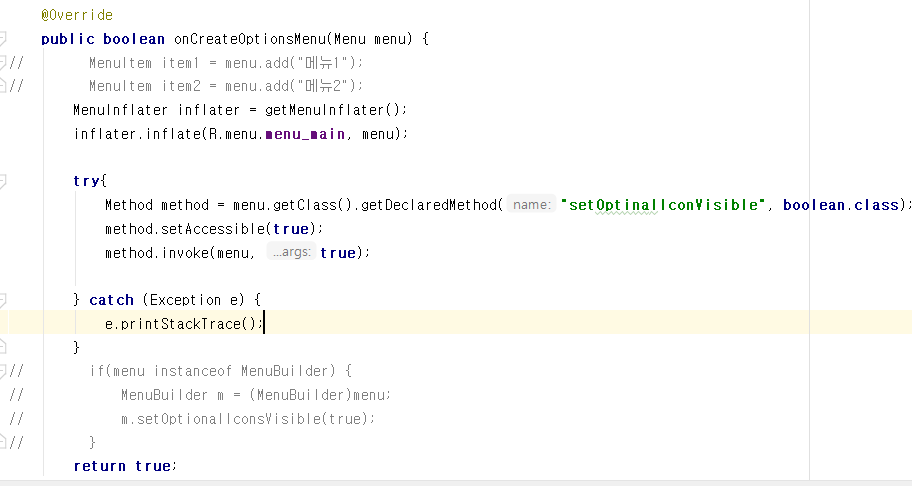 @Override
public boolean onCreateOptionsMenu(Menu menu) {
//        MenuItem item1 = menu.add("메뉴1");
//        MenuItem item2 = menu.add("메뉴2");
MenuInflater inflater = getMenuInflater();
inflater.inflate(R.menu.menu_main, menu);
try{
Method method = menu.getClass().getDeclaredMethod( name: "setOptinalIconVisible", boolean.class);
method.setAccessible(true);
method.invoke(menu, ...args: true);
} catch (Exception e) {
e.printStackTrace();
}
//        if(menu instanceof MenuBuilder) {
//            MenuBuilder m = (MenuBuilder)menu;
//            m.setOptionalIconsVisible(true);
//        }
return true;